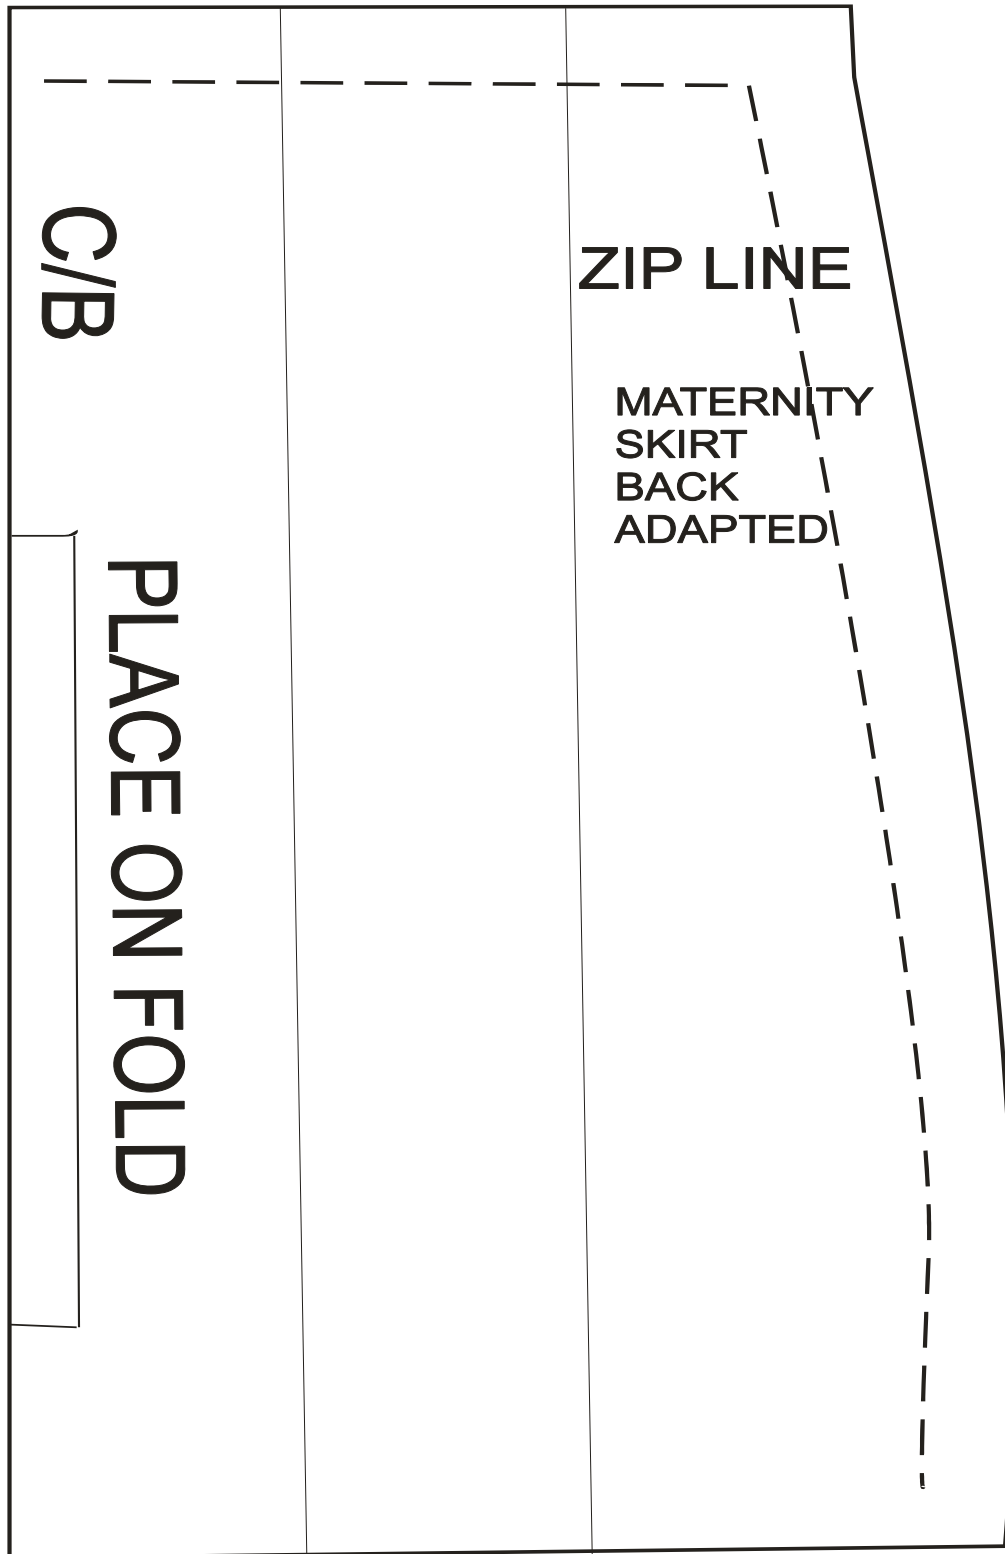 C/B
PLACE ON FOLD
ZIP LINE
MATERNITY
SKIRT
BACK
ADAPTED